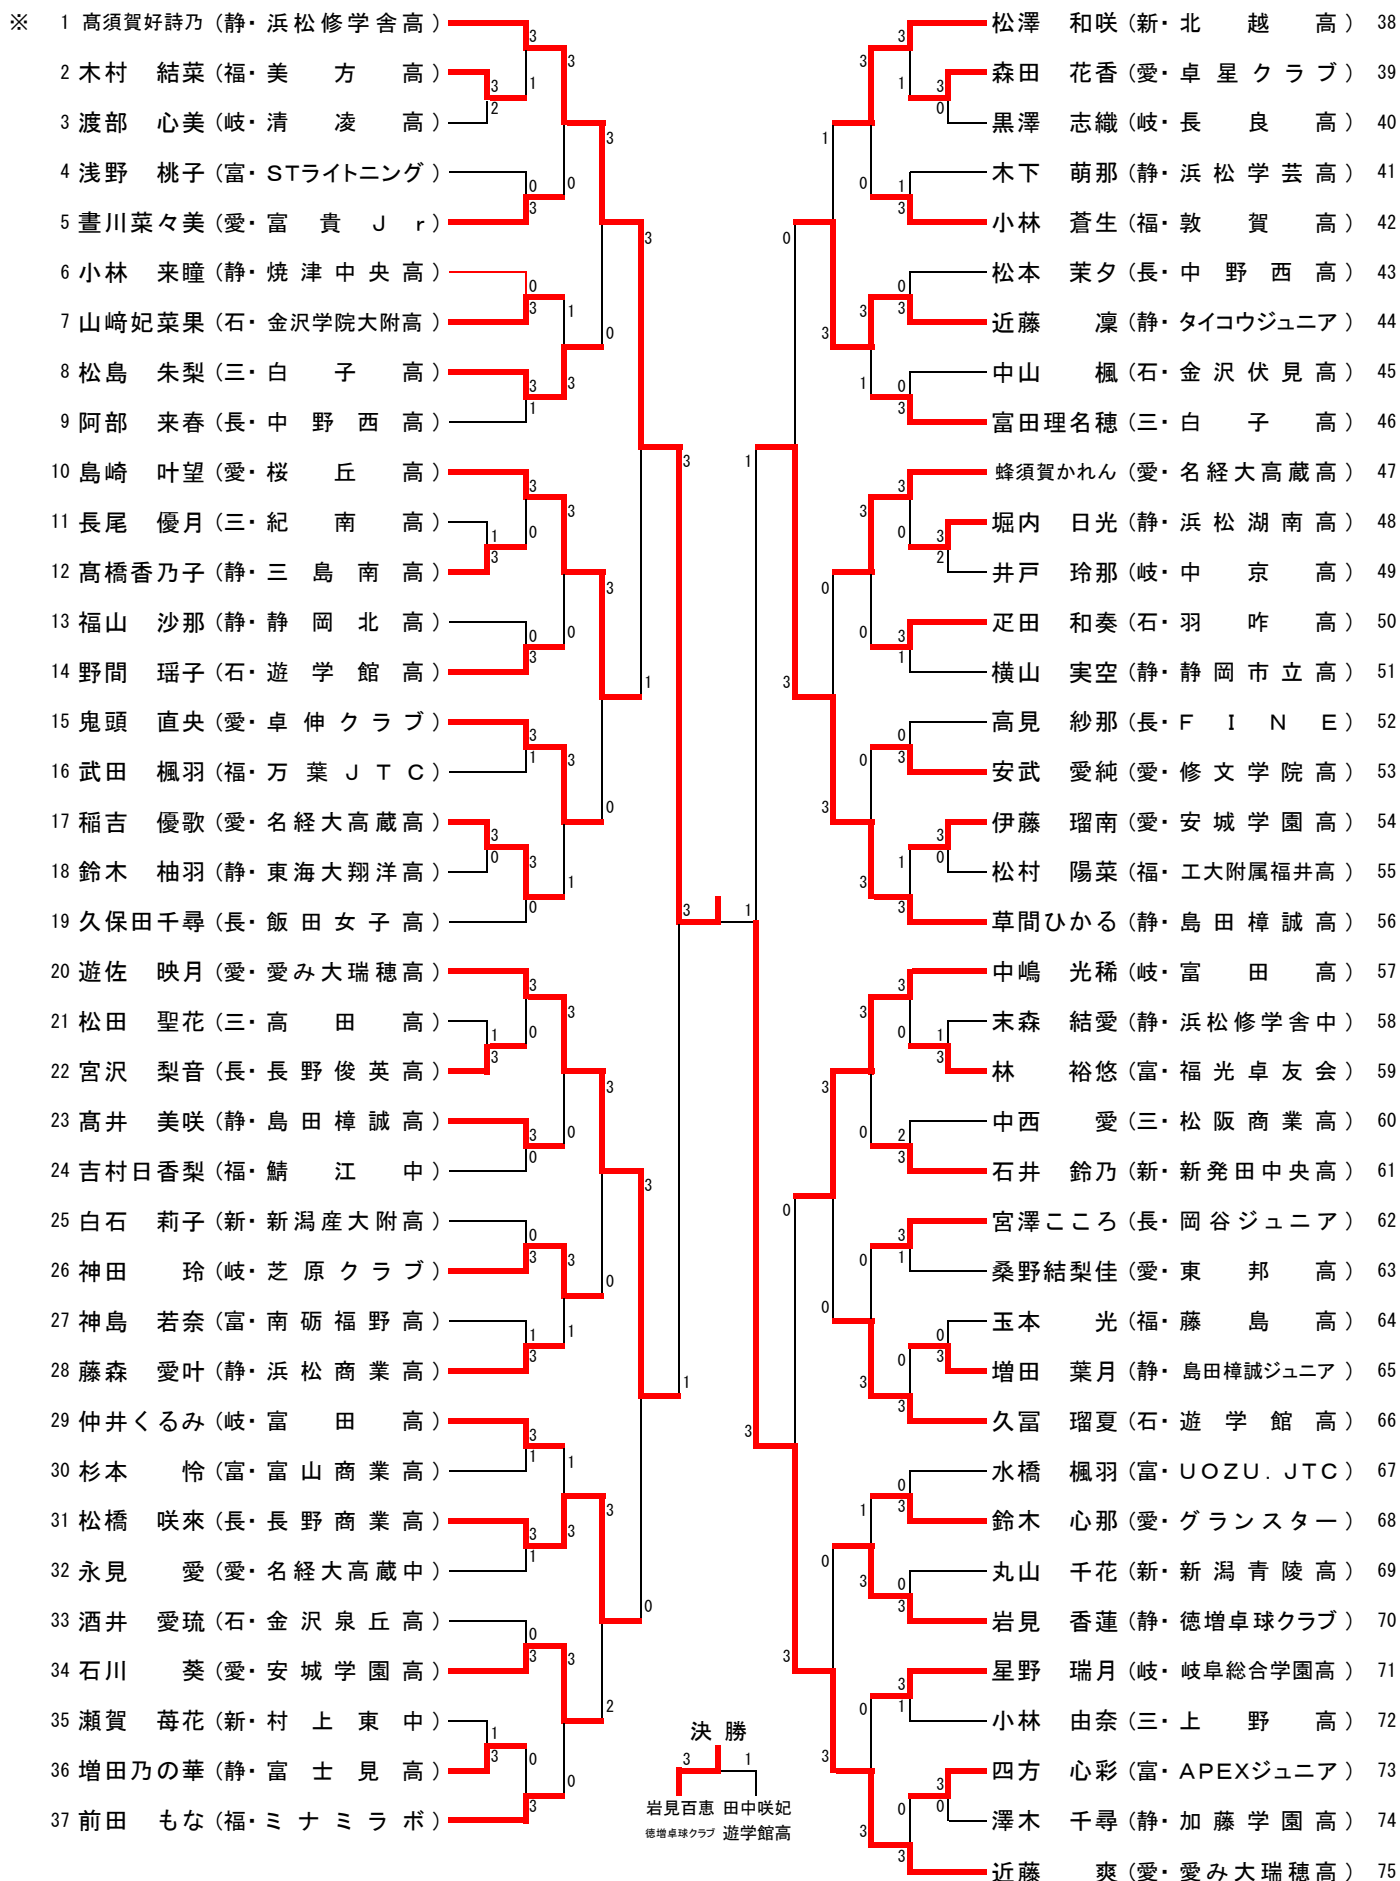 ※ 1 髙須賀好詩乃 (静・浜松修学舎高)
2 木村 結菜 (福・美方高)
3 渡部 心美 (岐・清凌高)
4 浅野 桃子 (富・STライトニング)
5 晝川菜々美 (愛・富貴Jr)
6 小林 来瞳 (静・焼津中央高)
7 山﨑妃菜果 (石・金沢学院大附高)
8 松島 朱梨 (三・白子高)
9 阿部 来春 (長・中野西高)
10 島崎 叶望 (愛・桜丘高)
11 長尾 優月 (三・紀南高)
12 髙橋香乃子 (静・三島南高)
13 福山 沙那 (静・静岡北高)
14 野間 瑶子 (石・遊学館高)
15 鬼頭 直央 (愛・卓伸クラブ)
16 武田 楓羽 (福・万葉JTC)
17 稲吉 優歌 (愛・名経大高蔵高)
18 鈴木 柚羽 (静・東海大翔洋高)
19 久保田千尋 (長・飯田女子高)
20 遊佐 映月 (愛・愛み大瑞穂高)
21 松田 聖花 (三・高田高)
22 宮沢 梨音 (長・長野俊英高)
23 髙井 美咲 (静・島田樟誠高)
24 吉村日香梨 (福・鯖江中)
25 白石 莉子 (新・新潟産大附高)
26 神田 玲 (岐・芝原クラブ)
27 神島 若奈 (富・南砺福野高)
28 藤森 愛叶 (静・浜松商業高)
29 仲井くるみ (岐・富田高)
30 杉本 怜 (富・富山商業高)
31 松橋 咲來 (長・長野商業高)
32 永見 愛 (愛・名経大高蔵中)
33 酒井 愛琉 (石・金沢泉丘高)
34 石川 葵 (愛・安城学園高)
35 瀬賀 苺花 (新・村上東中)
36 増田乃の華 (静・富士見高)
37 前田 もな (福・ミナミラボ)
松澤 和咲 (新・北越高) 38
森田 花香 (愛・卓星クラブ) 39
黒澤 志織 (岐・長良高) 40
木下 萌那 (静・浜松学芸高) 41
小林 蒼生 (福・敦賀高) 42
松本 茉夕 (長・中野西高) 43
近藤 凜 (静・タイコウジュニア) 44
中山 楓 (石・金沢伏見高) 45
富田理名穂 (三・白子高) 46
蜂須賀かれん (愛・名経大高蔵高) 47
堀内 日光 (静・浜松湖南高) 48
井戸 玲那 (岐・中京高) 49
疋田 和奏 (石・羽咋高) 50
横山 実空 (静・静岡市立高) 51
高見 紗那 (長・FINE) 52
安武 愛純 (愛・修文学院高) 53
伊藤 瑠南 (愛・安城学園高) 54
松村 陽菜 (福・工大附属福井高) 55
草間ひかる (静・島田樟誠高) 56
中嶋 光稀 (岐・富田高) 57
末森 結愛 (静・浜松修学舎中) 58
林 裕悠 (富・福光卓友会) 59
中西 愛 (三・松阪商業高) 60
石井 鈴乃 (新・新発田中央高) 61
宮澤こころ (長・岡谷ジュニア) 62
桑野結梨佳 (愛・東邦高) 63
玉本 光 (福・藤島高) 64
増田 葉月 (静・島田樟誠ジュニア) 65
久冨 瑠夏 (石・遊学館高) 66
水橋 楓羽 (富・UOZU.JTC) 67
鈴木 心那 (愛・グランスター) 68
丸山 千花 (新・新潟青陵高) 69
岩見 香蓮 (静・徳増卓球クラブ) 70
星野 瑞月 (岐・岐阜総合学園高) 71
小林 由奈 (三・上野高) 72
四方 心彩 (富・APEXジュニア) 73
澤木 千尋 (静・加藤学園高) 74
近藤 爽 (愛・愛み大瑞穂高) 75
決勝
3 1
岩見百恵 田中咲妃
徳増卓球クラブ 遊学館高